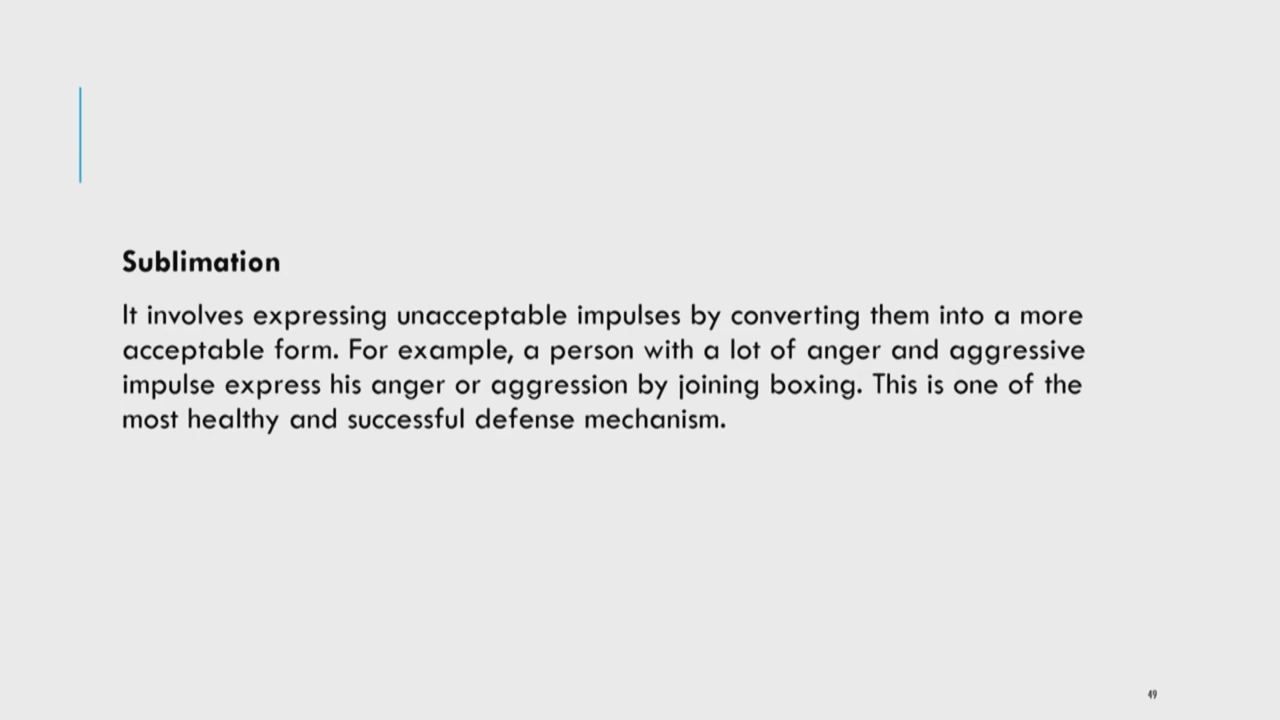 Sublimation
It involves expressing unacceptable impulses by converting them into a more
acceptable form. For example, a person with a lot of anger and aggressive
impulse express his anger or aggression by joining boxing. This is one of the
most healthy and successful defense mechanism.
49